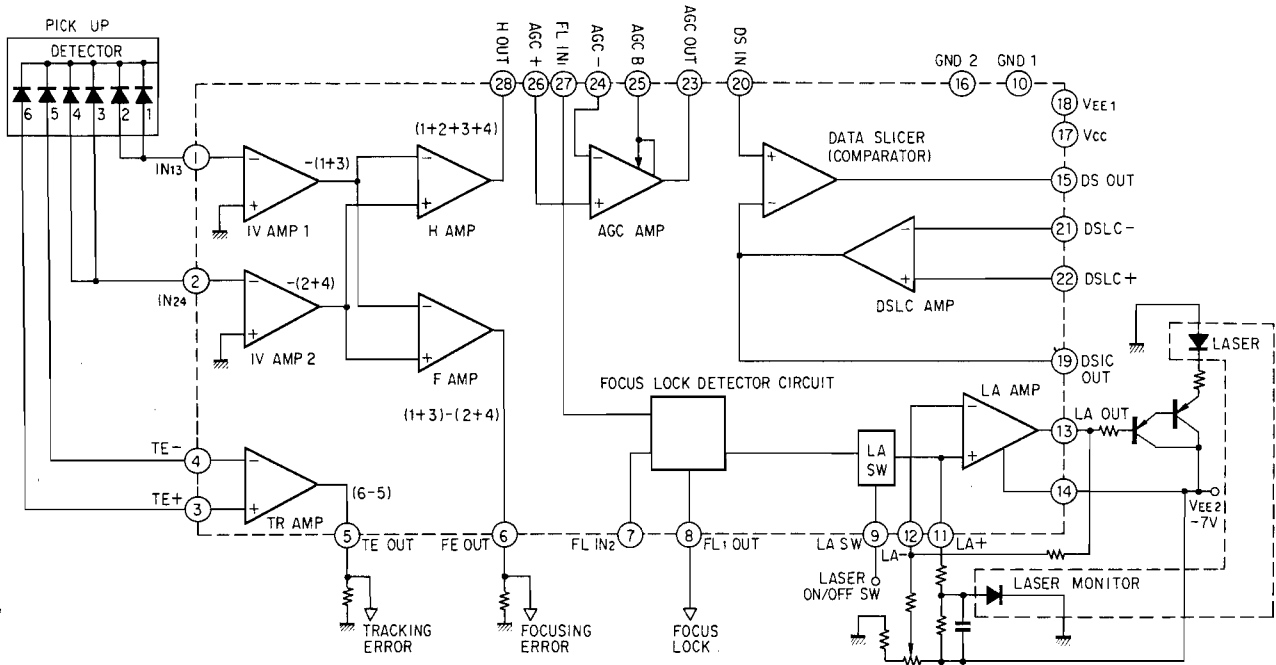 PICK UP
DETECTOR
6 5 4 3 2 1
H OUT
AGC +
FL IN1
AGC -
AGC B
AGC OUT
DS IN
28 26 27 24 25 23 20
GND 2
GND 1
16
10
18 VEE1
17 VCC
1
IN13
-(1+3)
IV AMP 1
(1+2+3+4)
H AMP
AGC AMP
DATA SLICER
(COMPARATOR)
15 DS OUT
21 DSLC-
22 DSLC+
DSLC AMP
2
IN24
-(2+4)
IV AMP 2
F AMP
(1+3)-(2+4)
19 DSIC
OUT
LASER
FOCUS LOCK DETECTOR CIRCUIT
LA AMP
LA OUT
13
LA
SW
14
VEE2
-7V
TE-
4
TE+
3
(6-5)
TR AMP
5
TE OUT
FE OUT
6
7
FL IN2
8
FL1 OUT
LA SW
9
12
LA-
11
LA+
LASER
ON/OFF SW
LASER MONITOR
TRACKING
ERROR
FOCUSING
ERROR
FOCUS
LOCK
- + - + - + - + - + - + + - - + - +